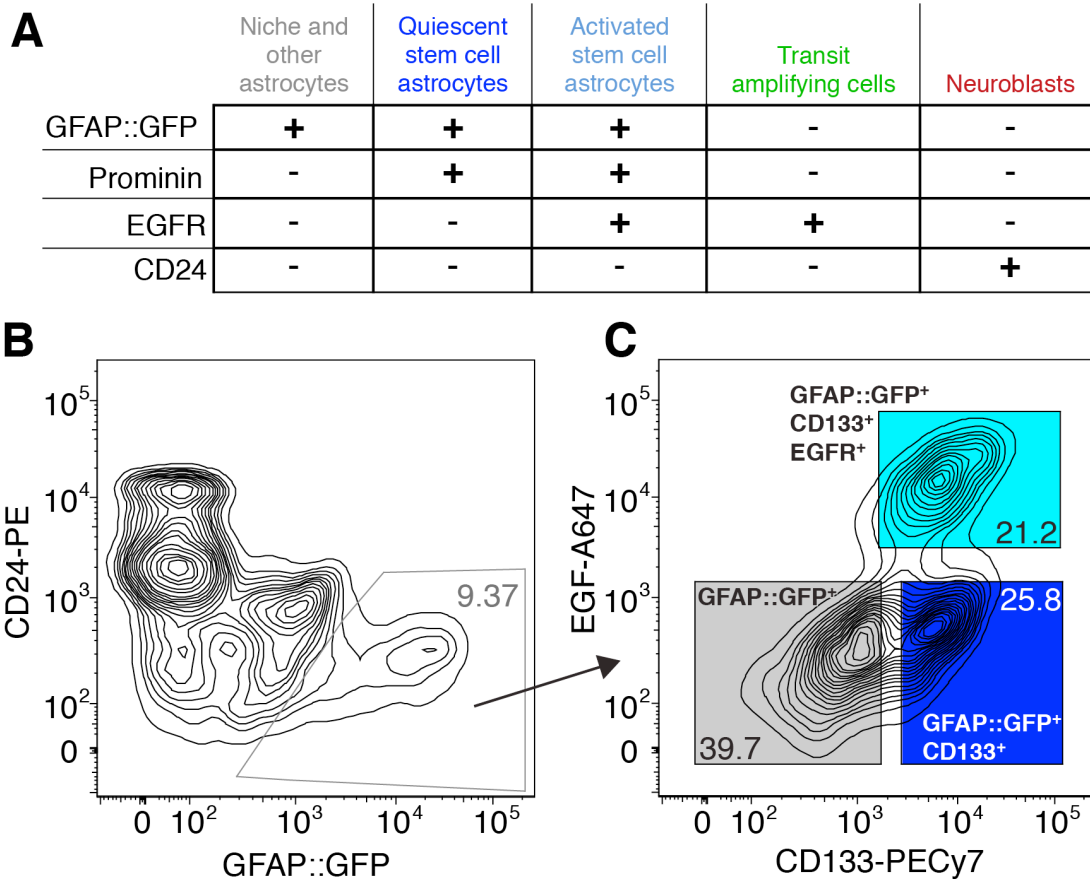 A
Niche and
other
astrocytes
Quiescent
stem cell
astrocytes
Activated
stem cell
astrocytes
Transit
amplifying cells
Neuroblasts
GFAP::GFP + + + - -
Prominin - + + - -
EGFR - - + + -
CD24 - - - - +
B
CD24-PE
10⁵
10⁴
10³
10²
0
9.37
0 10² 10³ 10⁴ 10⁵
GFAP::GFP
C
EGF-A647
10⁵
10⁴
10³
10²
0
GFAP::GFP⁺
CD133⁺
EGFR⁺
21.2
GFAP::GFP⁺
39.7
25.8
GFAP::GFP⁺
CD133⁺
0 10² 10³ 10⁴ 10⁵
CD133-PECy7